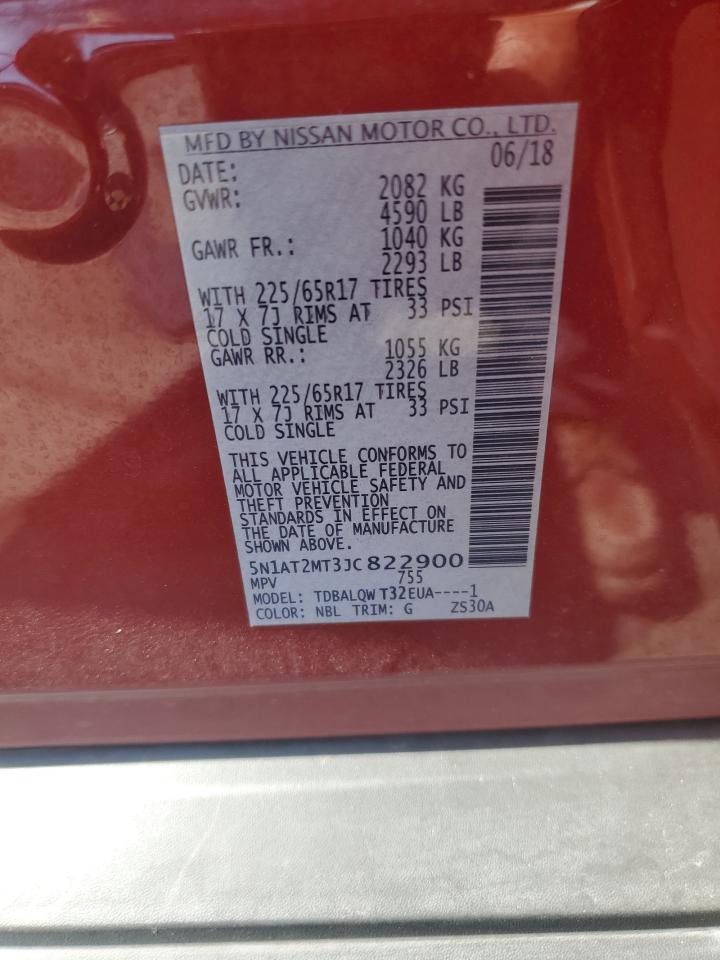 MFD BY NISSAN MOTOR CO., LTD.
DATE: 06/18
GVWR: 2082 KG
4590 LB
GAWR FR.: 1040 KG
2293 LB
WITH 225/65R17 TIRES
17 X 7J RIMS AT 33 PSI
COLD SINGLE
GAWR RR.: 1055 KG
2326 LB
WITH 225/65R17 TIRES
17 X 7J RIMS AT 33 PSI
COLD SINGLE
THIS VEHICLE CONFORMS TO
ALL APPLICABLE FEDERAL
MOTOR VEHICLE SAFETY AND
THEFT PREVENTION
STANDARDS IN EFFECT ON
THE DATE OF MANUFACTURE
SHOWN ABOVE.
5N1AT2MT3JC822900
MPV 755
MODEL: TDBALQW T32EUA----1
COLOR: NBL TRIM: G ZS30A